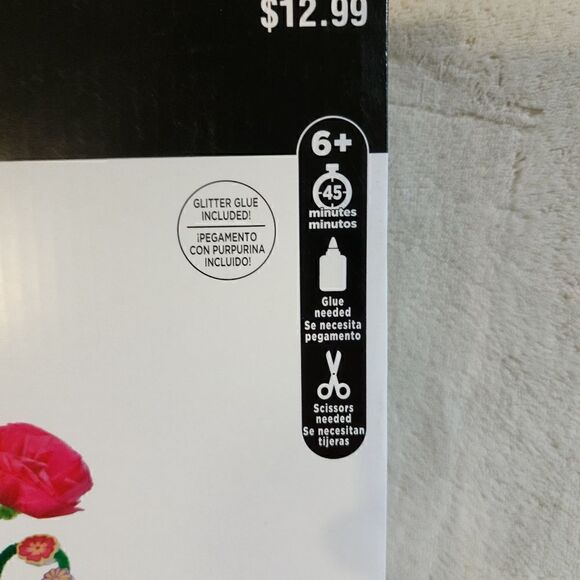 $12.99
6+
45
minutes
minutos
GLITTER GLUE
INCLUDED!
¡PEGAMENTO
CON PURPURINA
INCLUIDO!
Glue
needed
Se necesita
pegamento
Scissors
needed
Se necesitan
tijeras